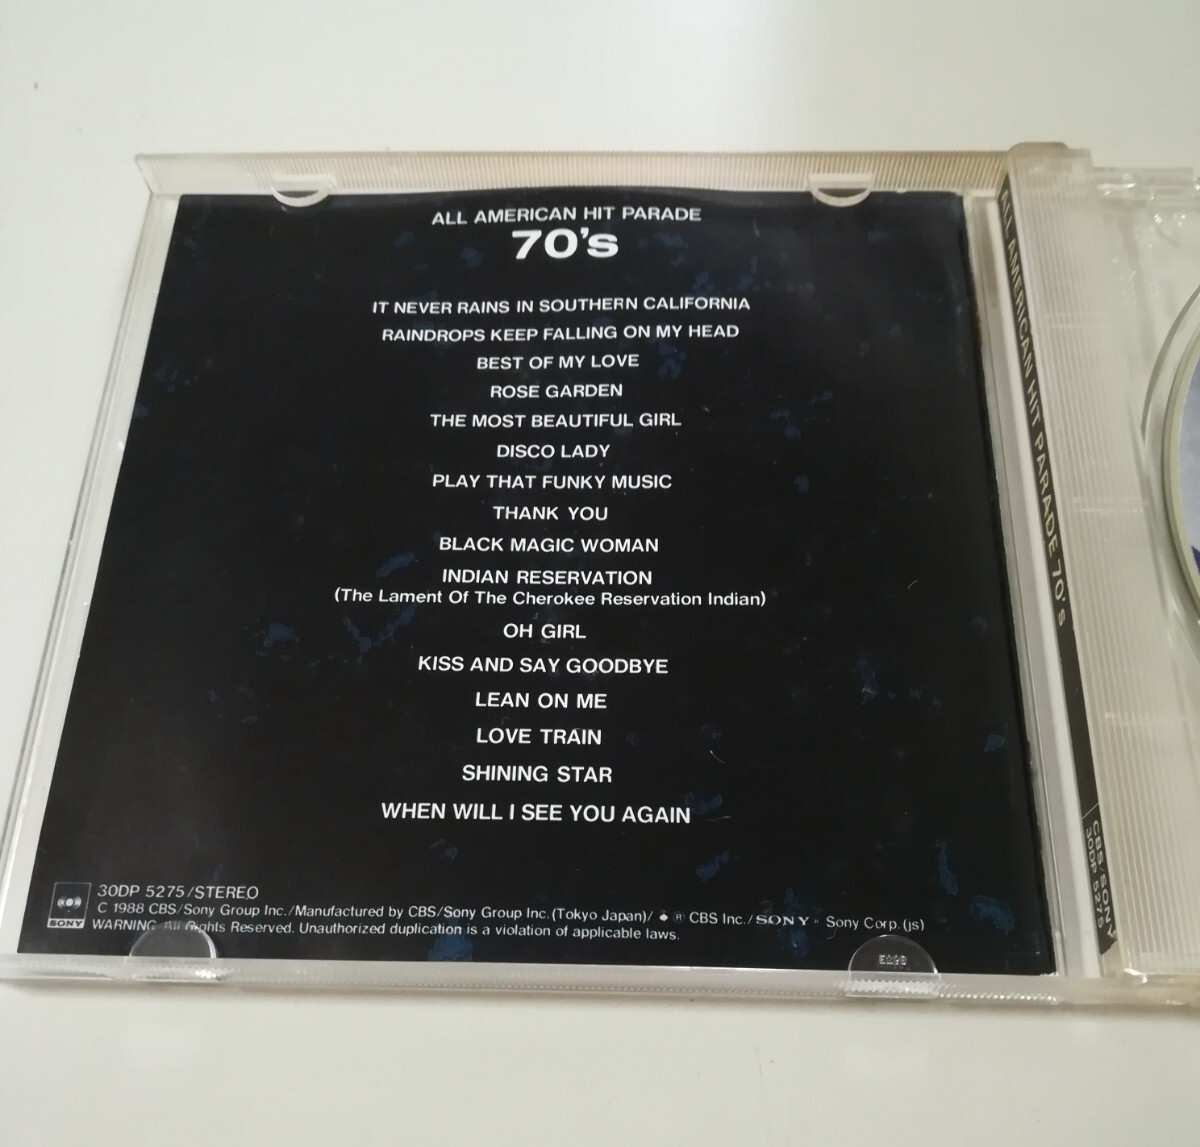 ALL AMERICAN HIT PARADE
70's
IT NEVER RAINS IN SOUTHERN CALIFORNIA
RAINDROPS KEEP FALLING ON MY HEAD
BEST OF MY LOVE
ROSE GARDEN
THE MOST BEAUTIFUL GIRL
DISCO LADY
PLAY THAT FUNKY MUSIC
THANK YOU
BLACK MAGIC WOMAN
INDIAN RESERVATION
(The Lament Of The Cherokee Reservation Indian)
OH GIRL
KISS AND SAY GOODBYE
LEAN ON ME
LOVE TRAIN
SHINING STAR
WHEN WILL I SEE YOU AGAIN
SONY
30DP 5275/STEREO
C 1988 CBS/Sony Group Inc./Manufactured by CBS/Sony Group Inc.(Tokyo Japan)/ ® CBS Inc./SONY® Sony Corp.(js)
WARNING All Rights Reserved. Unauthorized duplication is a violation of applicable laws.
ALL AMERICAN HIT PARADE 70's
CBS/SONY
30DP 5275